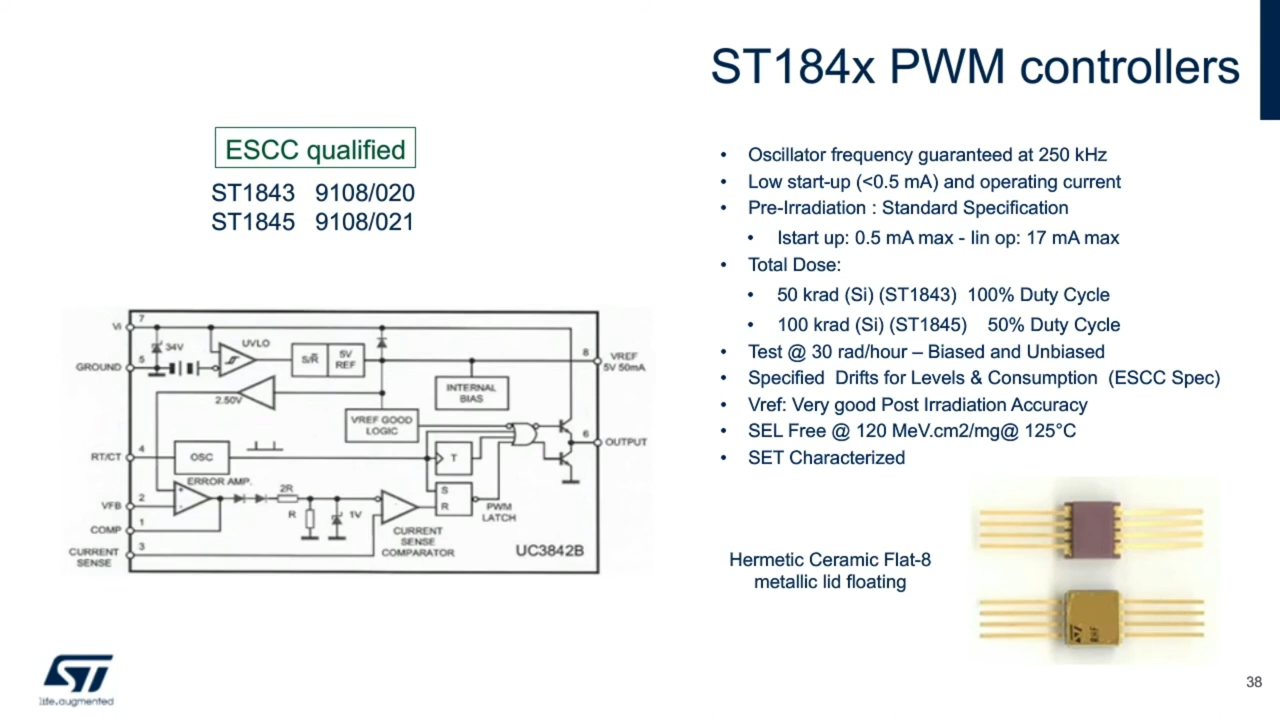 ST184x PWM controllers
ESCC qualified
ST1843 9108/020
ST1845 9108/021
• Oscillator frequency guaranteed at 250 kHz
• Low start-up (<0.5 mA) and operating current
• Pre-Irradiation : Standard Specification
• Istart up: 0.5 mA max - Iin op: 17 mA max
• Total Dose:
• 50 krad (Si) (ST1843) 100% Duty Cycle
• 100 krad (Si) (ST1845) 50% Duty Cycle
• Test @ 30 rad/hour – Biased and Unbiased
• Specified Drifts for Levels & Consumption (ESCC Spec)
• Vref: Very good Post Irradiation Accuracy
• SEL Free @ 120 MeV.cm2/mg@ 125°C
• SET Characterized
Vi
7
34V
UVLO
GROUND
5
S/R
5V
REF
8
VREF
5V 50mA
2.50V
INTERNAL
BIAS
VREF GOOD
LOGIC
6
OUTPUT
RT/CT
4
OSC
T
ERROR AMP.
VFB
2
2R
R
1V
S
R
PWM
LATCH
COMP
1
CURRENT
SENSE
COMPARATOR
CURRENT
SENSE
3
UC3842B
Hermetic Ceramic Flat-8
metallic lid floating
ST
RHF
ST
life.augmented
38